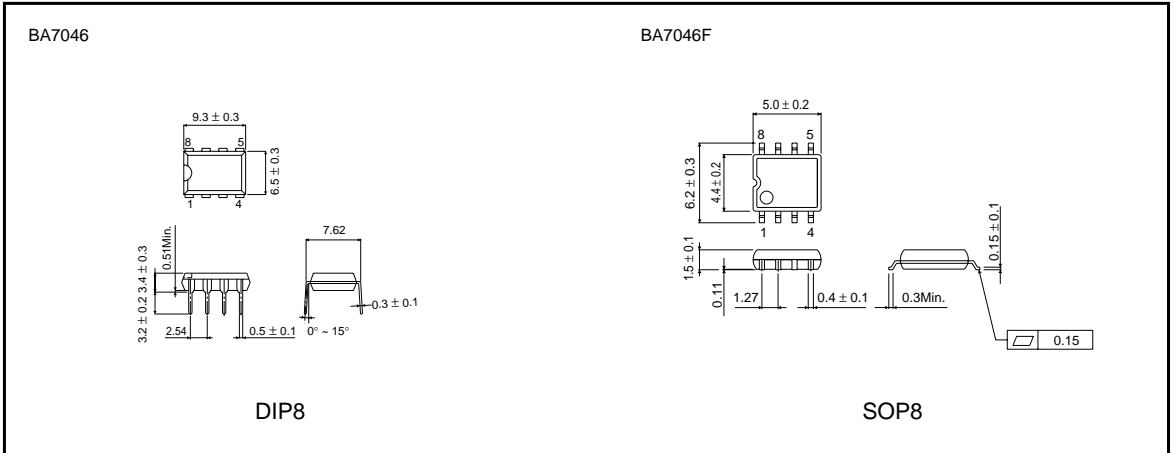 BA7046
9.3 ± 0.3
8 5
6.5 ± 0.3
1 4
0.51Min.
3.2 ± 0.2 3.4 ± 0.3
7.62
0.3 ± 0.1
2.54
0.5 ± 0.1
0° ~ 15°
DIP8
BA7046F
5.0 ± 0.2
8 5
6.2 ± 0.3
4.4 ± 0.2
1 4
1.5 ± 0.1
0.11
1.27
0.4 ± 0.1
0.3Min.
0.15 ± 0.1
0.15
SOP8